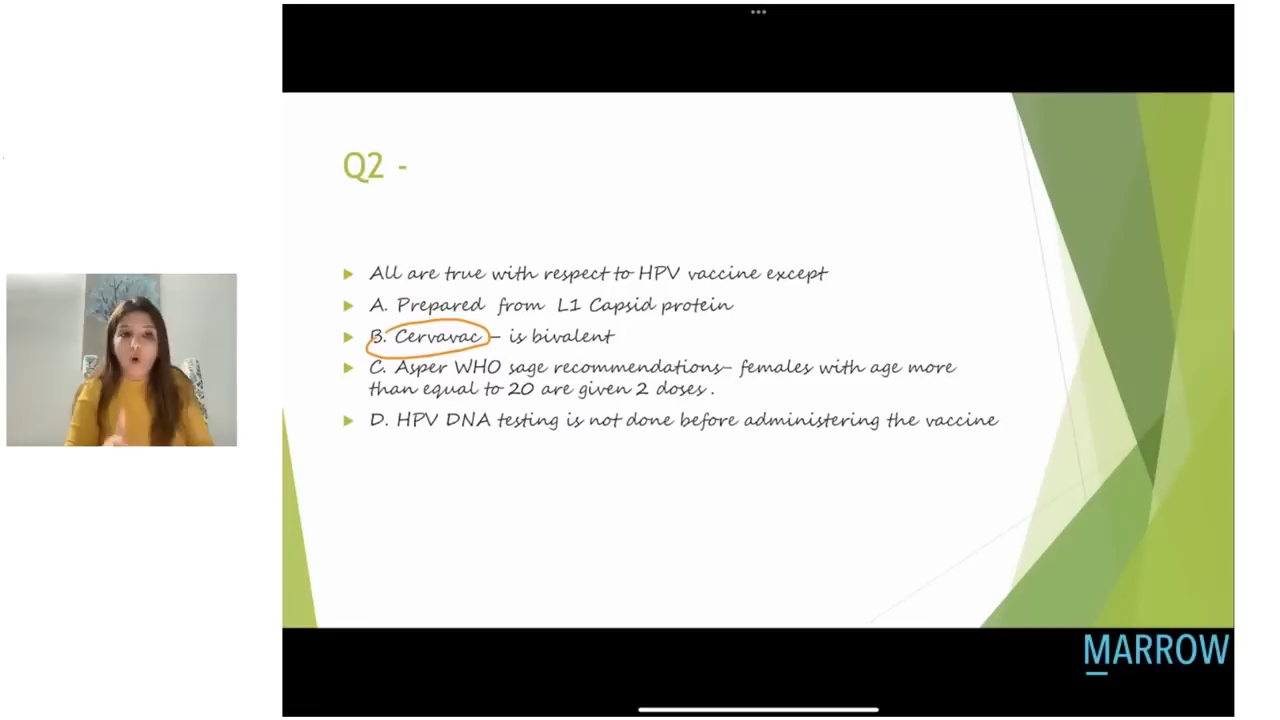 Q2 -
All are true with respect to HPV vaccine except
A. Prepared from L1 Capsid protein
B. Cervavac - is bivalent
C. Asper WHO sage recommendations- females with age more
than equal to 20 are given 2 doses.
D. HPV DNA testing is not done before administering the vaccine
MARROW